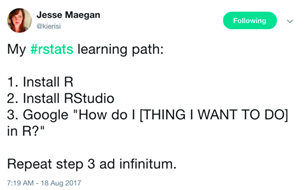 Jesse Maegan
@kierisi
Following
My #rstats learning path:
1. Install R
2. Install RStudio
3. Google "How do I [THING I WANT TO DO]
in R?"
Repeat step 3 ad infinitum.
7:19 AM - 18 Aug 2017